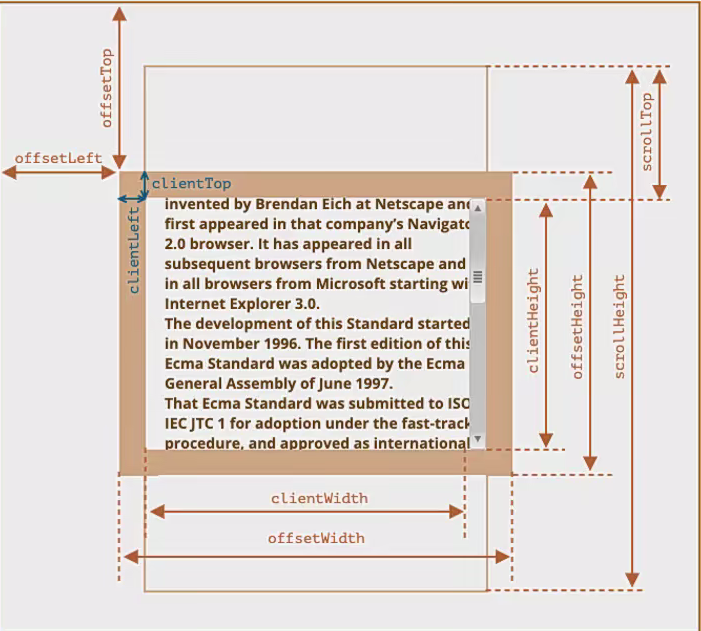 offsetTop
scrollTop
offsetLeft
clientTop
clientLeft
invented by Brendan Eich at Netscape and
first appeared in that company's Navigato
2.0 browser. It has appeared in all
subsequent browsers from Netscape and
in all browsers from Microsoft starting wi
Internet Explorer 3.0.
The development of this Standard started
in November 1996. The first edition of this
Ecma Standard was adopted by the Ecma
General Assembly of June 1997.
That Ecma Standard was submitted to ISO
IEC JTC 1 for adoption under the fast-track
procedure, and approved as international
clientHeight
offsetHeight
scrollHeight
clientWidth
offsetWidth